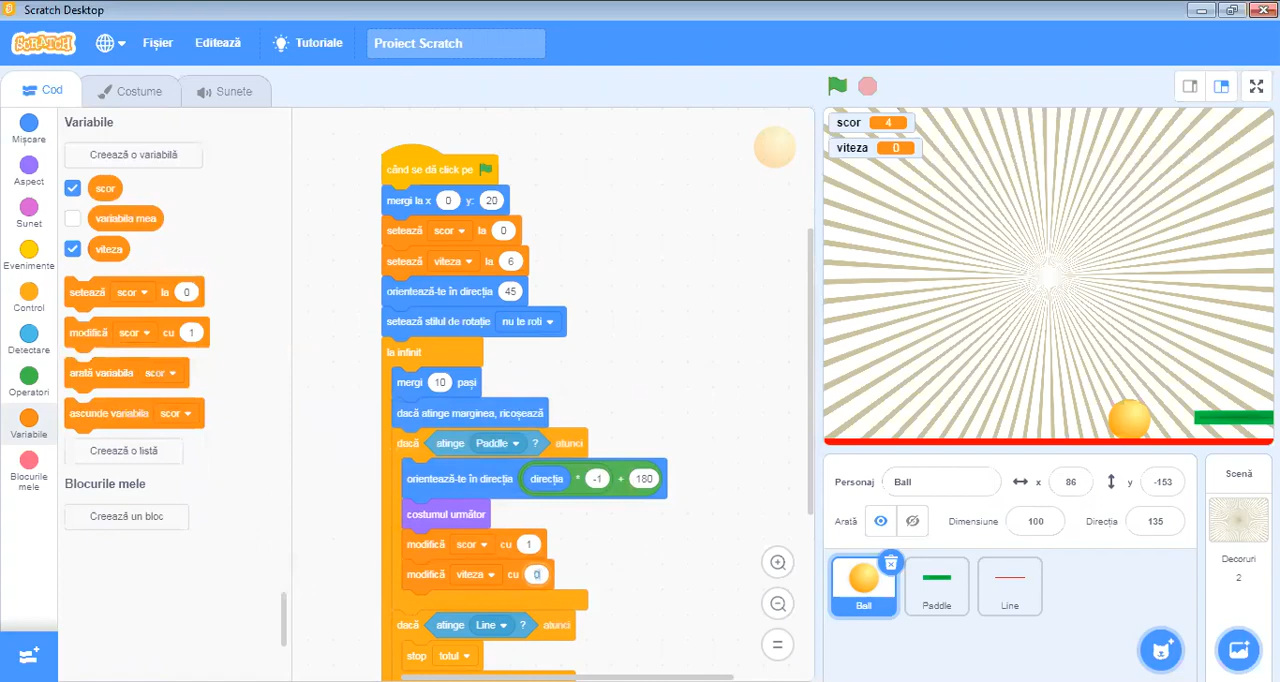 Scratch Desktop
SCRATCH
Fișier
Editează
Tutoriale
Proiect Scratch
Cod
Costume
Sunete
Mișcare
Aspect
Sunet
Evenimente
Control
Detectare
Operatori
Variabile
Blocurile mele
Variabile
Creează o variabilă
scor
variabila mea
viteza
setează scor la 0
modifică scor cu 1
arată variabila scor
ascunde variabila scor
Creează o listă
Blocurile mele
Creează un bloc
când se dă click pe
mergi la x 0 y: 20
setează scor la 0
setează viteza la 6
orientează-te în direcția 45
setează stilul de rotație nu te roti
la infinit
mergi 10 pași
dacă atinge marginea, ricoșează
dacă atinge Paddle ? atunci
orientează-te în direcția direcția * -1 + 180
costumul următor
modifică scor cu 1
modifică viteza cu 0
dacă atinge Line ? atunci
stop totul
scor 4
viteza 0
Personaj Ball x 86 y -153
Arată Dimensiune 100 Direcția 135
Ball
Paddle
Line
Scenă
Decoruri
2